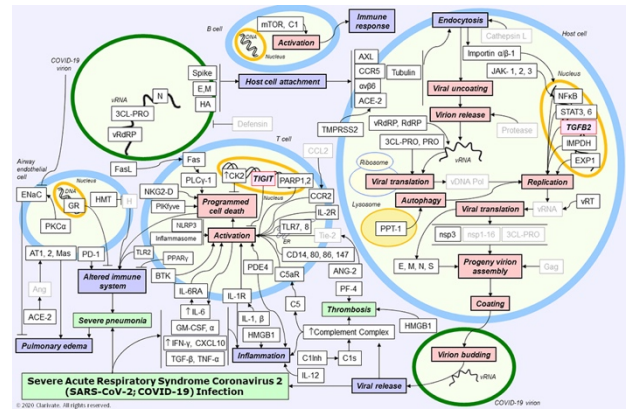 B cell
mTOR, C1
DNA
Nucleus
Activation
Immune
response
COVID-19
virion
vRNA
N
3CL-PRO
vRdRP
Spike
E,M
HA
Host cell attachment
Defensin
Endocytosis
Host cell
Cathepsin L
Importin α/β-1
JAK- 1, 2, 3
AXL
CCR5
αvβ6
ACE-2
Tubulin
Viral uncoating
Virion release
TMPRSS2
vRdRP, RdRP
3CL-PRO, PRO
Protease
vRNA
Nucleus
NFκB
STAT3, 6
TGFB2
IMPDH
EXP1
Ribosome
Viral translation
vDNA Pol
Replication
Lysosome
Autophagy
PPT-1
Viral translation
vRNA
vRT
nsp3
nsp1-16
3CL-PRO
E, M, N, S
Progeny virion
assembly
Gag
Coating
Virion budding
vRNA
COVID-19 virion
T cell
FasL
Fas
PLCγ-1
↑CK2
TIGIT
PARP1,2
CCL2
NKG2-D
PIKfyve
Programmed
cell death
Nucleus
CCR2
IL-2R
NLRP3
Inflammasome
Activation
ER
TLR7, 8
Tie-2
TLR2
PPARγ
CD14, 80, 86, 147
BTK
PDE4
C5aR
ANG-2
PF-4
Airway
endothelial
cell
Nucleus
ENaC
DNA
GR
HMT
H
PKCα
AT1, 2, Mas
PD-1
Ang
ACE-2
Altered immune
system
Severe pneumonia
Pulmonary edema
IL-6RA
↑IL-6
GM-CSF, α
↑IFN-γ, CXCL10
TGF-β, TNF-α
IL-1R
IL-1, β
HMGB1
Inflammation
C5
Thrombosis
↑Complement Complex
HMGB1
C1Inh
C1s
IL-12
Viral release
Severe Acute Respiratory Syndrome Coronavirus 2
(SARS-CoV-2; COVID-19) Infection
© 2020 Clarivate. All rights reserved.